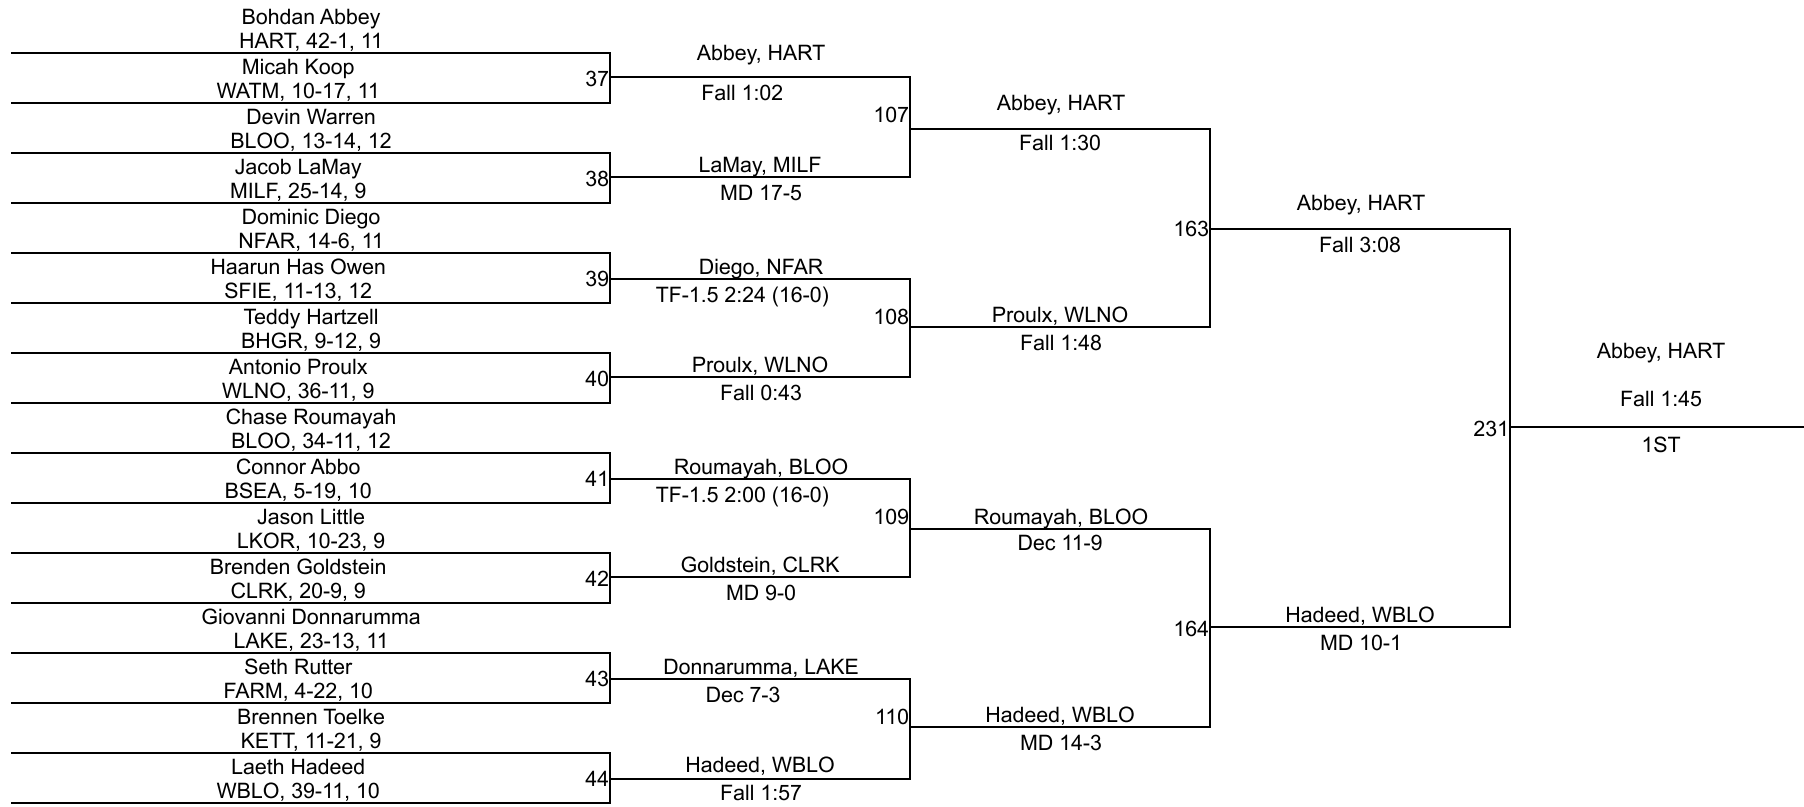 Bohdan Abbey
HART, 42-1, 11
Micah Koop
WATM, 10-17, 11
Devin Warren
BLOO, 13-14, 12
Jacob LaMay
MILF, 25-14, 9
Dominic Diego
NFAR, 14-6, 11
Haarun Has Owen
SFIE, 11-13, 12
Teddy Hartzell
BHGR, 9-12, 9
Antonio Proulx
WLNO, 36-11, 9
Chase Roumayah
BLOO, 34-11, 12
Connor Abbo
BSEA, 5-19, 10
Jason Little
LKOR, 10-23, 9
Brenden Goldstein
CLRK, 20-9, 9
Giovanni Donnarumma
LAKE, 23-13, 11
Seth Rutter
FARM, 4-22, 10
Brennen Toelke
KETT, 11-21, 9
Laeth Hadeed
WBLO, 39-11, 10
37
38
39
40
41
42
43
44
Abbey, HART
Fall 1:02
LaMay, MILF
MD 17-5
Diego, NFAR
TF-1.5 2:24 (16-0)
Proulx, WLNO
Fall 0:43
Roumayah, BLOO
TF-1.5 2:00 (16-0)
Goldstein, CLRK
MD 9-0
Donnarumma, LAKE
Dec 7-3
Hadeed, WBLO
Fall 1:57
107
108
109
110
Abbey, HART
Fall 1:30
Proulx, WLNO
Fall 1:48
Roumayah, BLOO
Dec 11-9
Hadeed, WBLO
MD 14-3
163
164
Abbey, HART
Fall 3:08
Hadeed, WBLO
MD 10-1
231
Abbey, HART
Fall 1:45
1ST